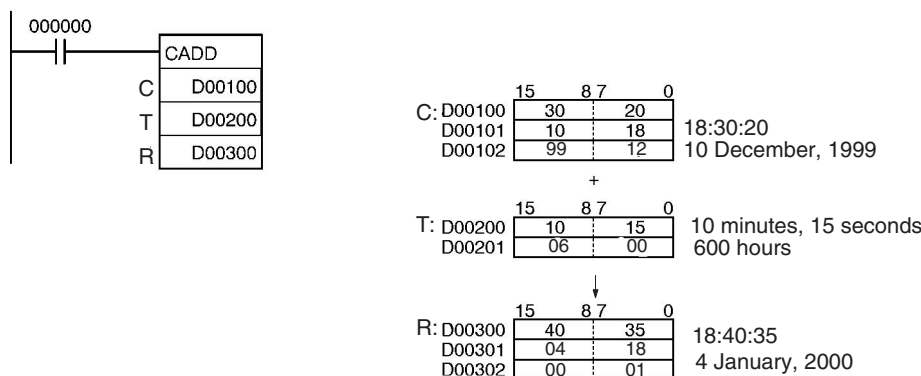 000000
CADD
C D00100
T D00200
R D00300
15 8 7 0
C: D00100 30 20 18:30:20
D00101 10 18 10 December, 1999
D00102 99 12
+
15 8 7 0
T: D00200 10 15 10 minutes, 15 seconds
D00201 06 00 600 hours
15 8 7 0
R: D00300 40 35 18:40:35
D00301 04 18 4 January, 2000
D00302 00 01